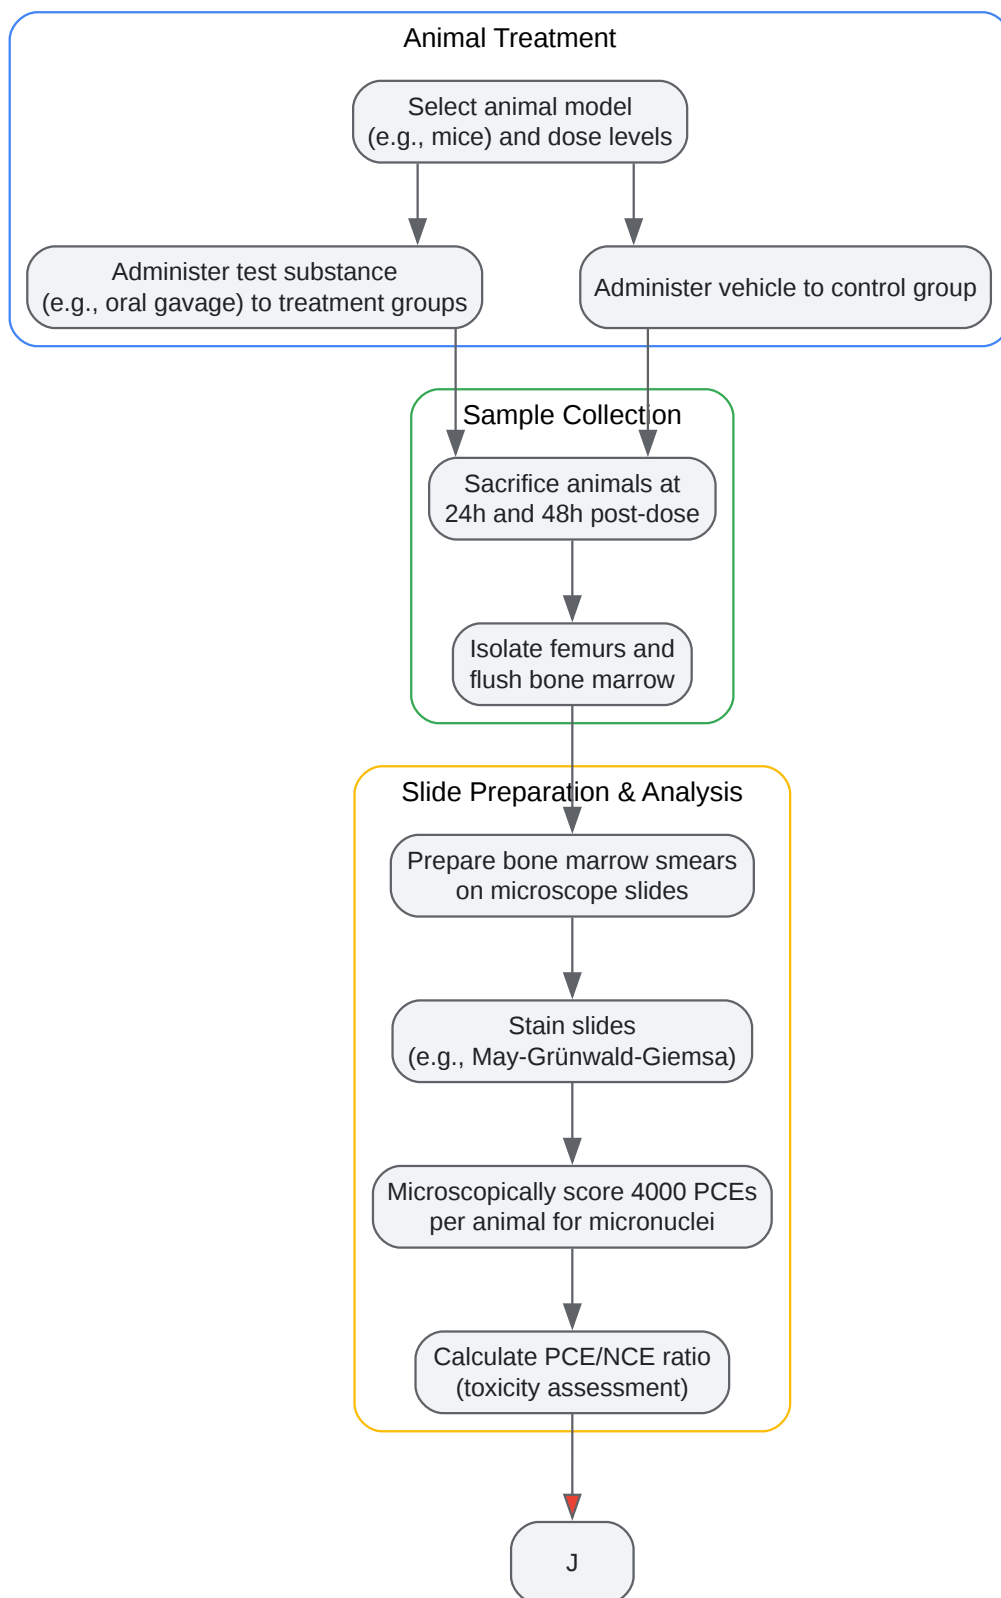 Animal Treatment
Select animal model
(e.g., mice) and dose levels
Administer test substance
(e.g., oral gavage) to treatment groups
Administer vehicle to control group
Sample Collection
Sacrifice animals at
24h and 48h post-dose
Isolate femurs and
flush bone marrow
Slide Preparation & Analysis
Prepare bone marrow smears
on microscope slides
Stain slides
(e.g., May-Grünwald-Giemsa)
Microscopically score 4000 PCEs
per animal for micronuclei
Calculate PCE/NCE ratio
(toxicity assessment)
J